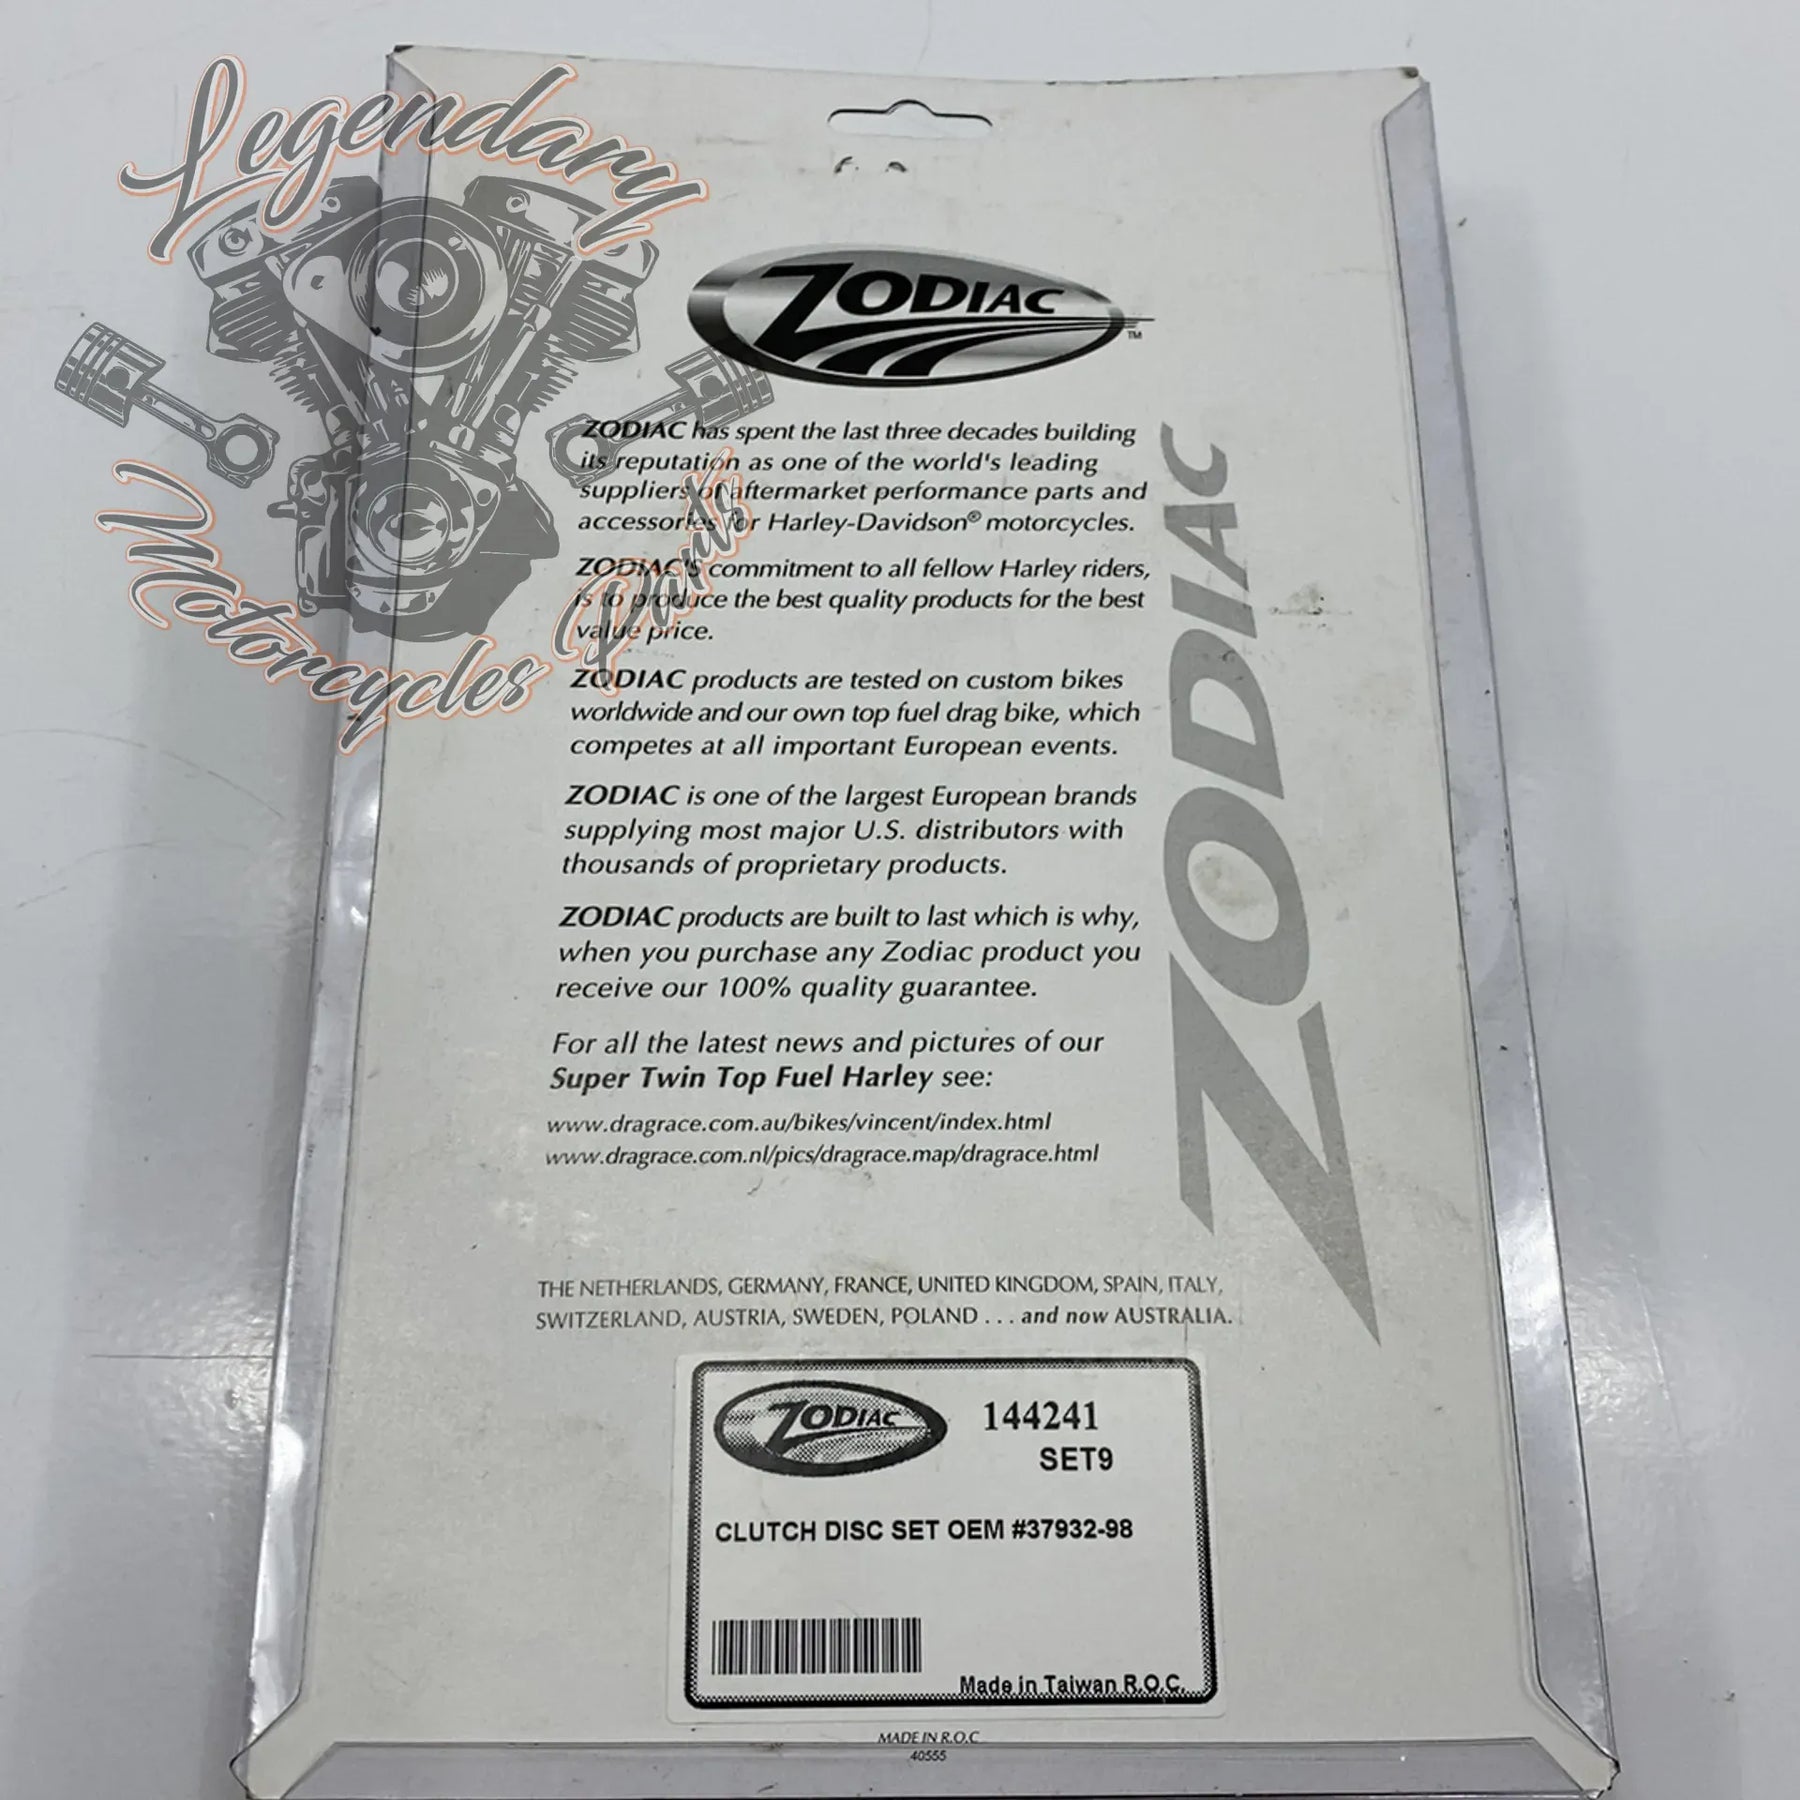 Legendary
Motorcycles Parts
ZODIAC
TM
ZODIAC has spent the last three decades building
its reputation as one of the world's leading
suppliers of aftermarket performance parts and
accessories for Harley-Davidson® motorcycles.
ZODIAC'S commitment to all fellow Harley riders,
is to produce the best quality products for the best
value price.
ZODIAC products are tested on custom bikes
worldwide and our own top fuel drag bike, which
competes at all important European events.
ZODIAC is one of the largest European brands
supplying most major U.S. distributors with
thousands of proprietary products.
ZODIAC products are built to last which is why,
when you purchase any Zodiac product you
receive our 100% quality guarantee.
For all the latest news and pictures of our
Super Twin Top Fuel Harley see:
www.dragrace.com.au/bikes/vincent/index.html
www.dragrace.com.nl/pics/dragrace.map/dragrace.html
ZODIAC
THE NETHERLANDS, GERMANY, FRANCE, UNITED KINGDOM, SPAIN, ITALY,
SWITZERLAND, AUSTRIA, SWEDEN, POLAND . . . and now AUSTRALIA.
ZODIAC
144241
SET9
CLUTCH DISC SET OEM #37932-98
Made in Taiwan R.O.C.
MADE IN R.O.C
40555